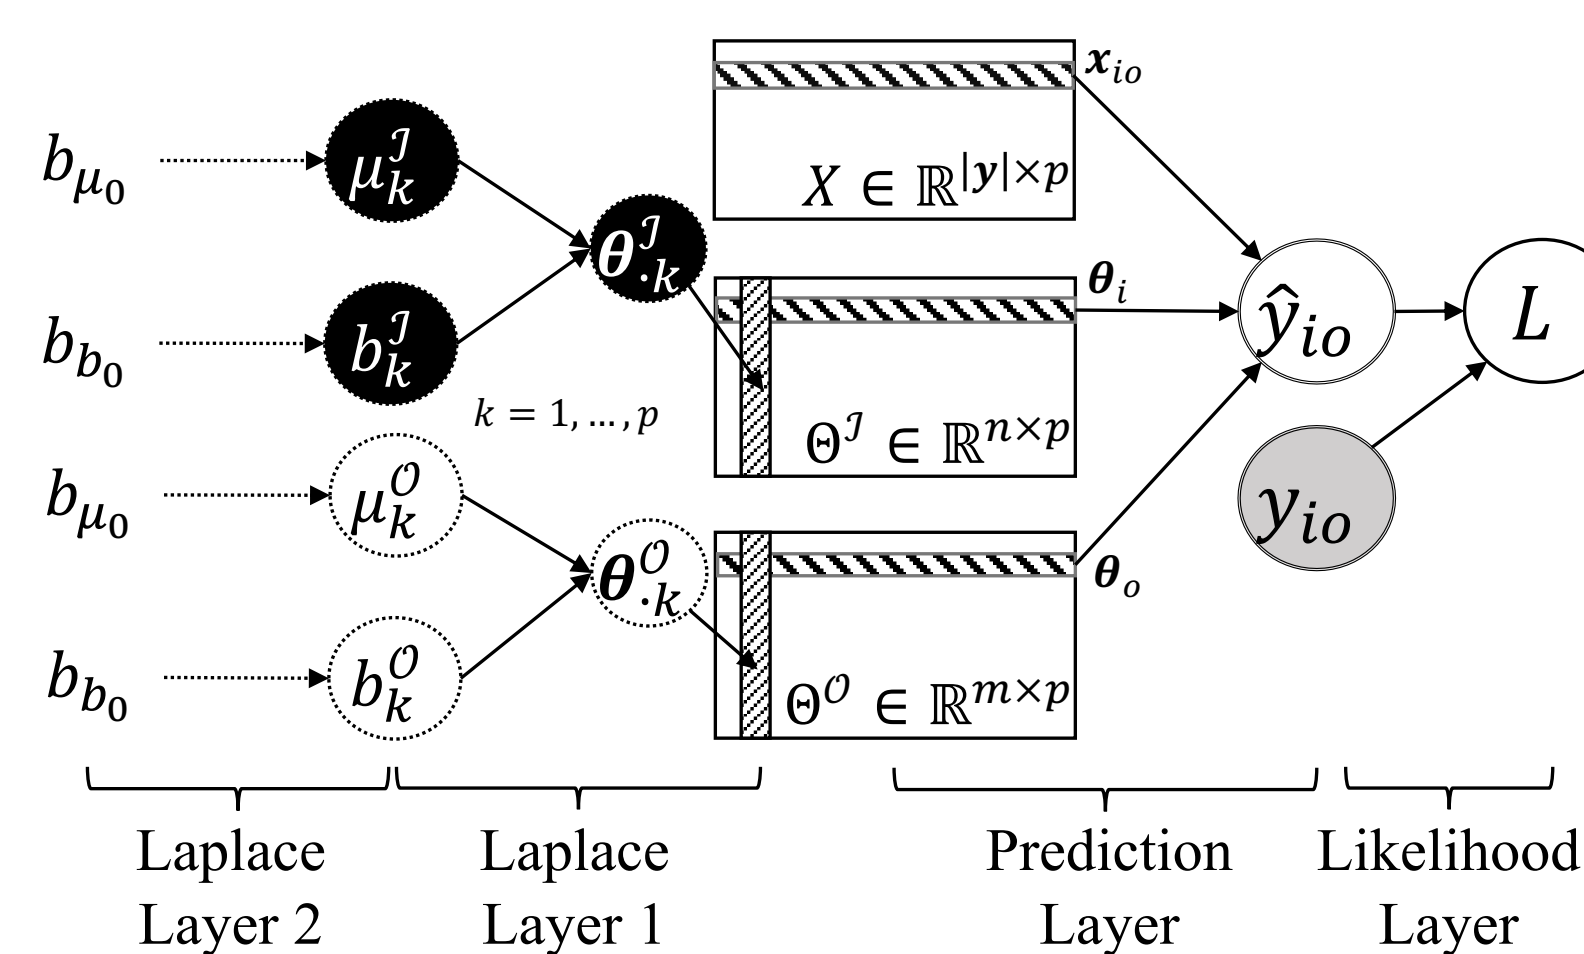 𝒙_{io}
b_{μ_0}
μ_k^ℐ
X ∈ ℝ^{|𝒚|×p}
𝜽_{·k}^ℐ
𝜽_i
b_{b_0}
b_k^ℐ
ŷ_{io}
L
k = 1, … , p
Θ^ℐ ∈ ℝ^{n×p}
b_{μ_0}
μ_k^𝒪
y_{io}
𝜽_{·k}^𝒪
𝜽_o
b_{b_0}
b_k^𝒪
Θ^𝒪 ∈ ℝ^{m×p}
Laplace
Layer 2
Laplace
Layer 1
Prediction
Layer
Likelihood
Layer